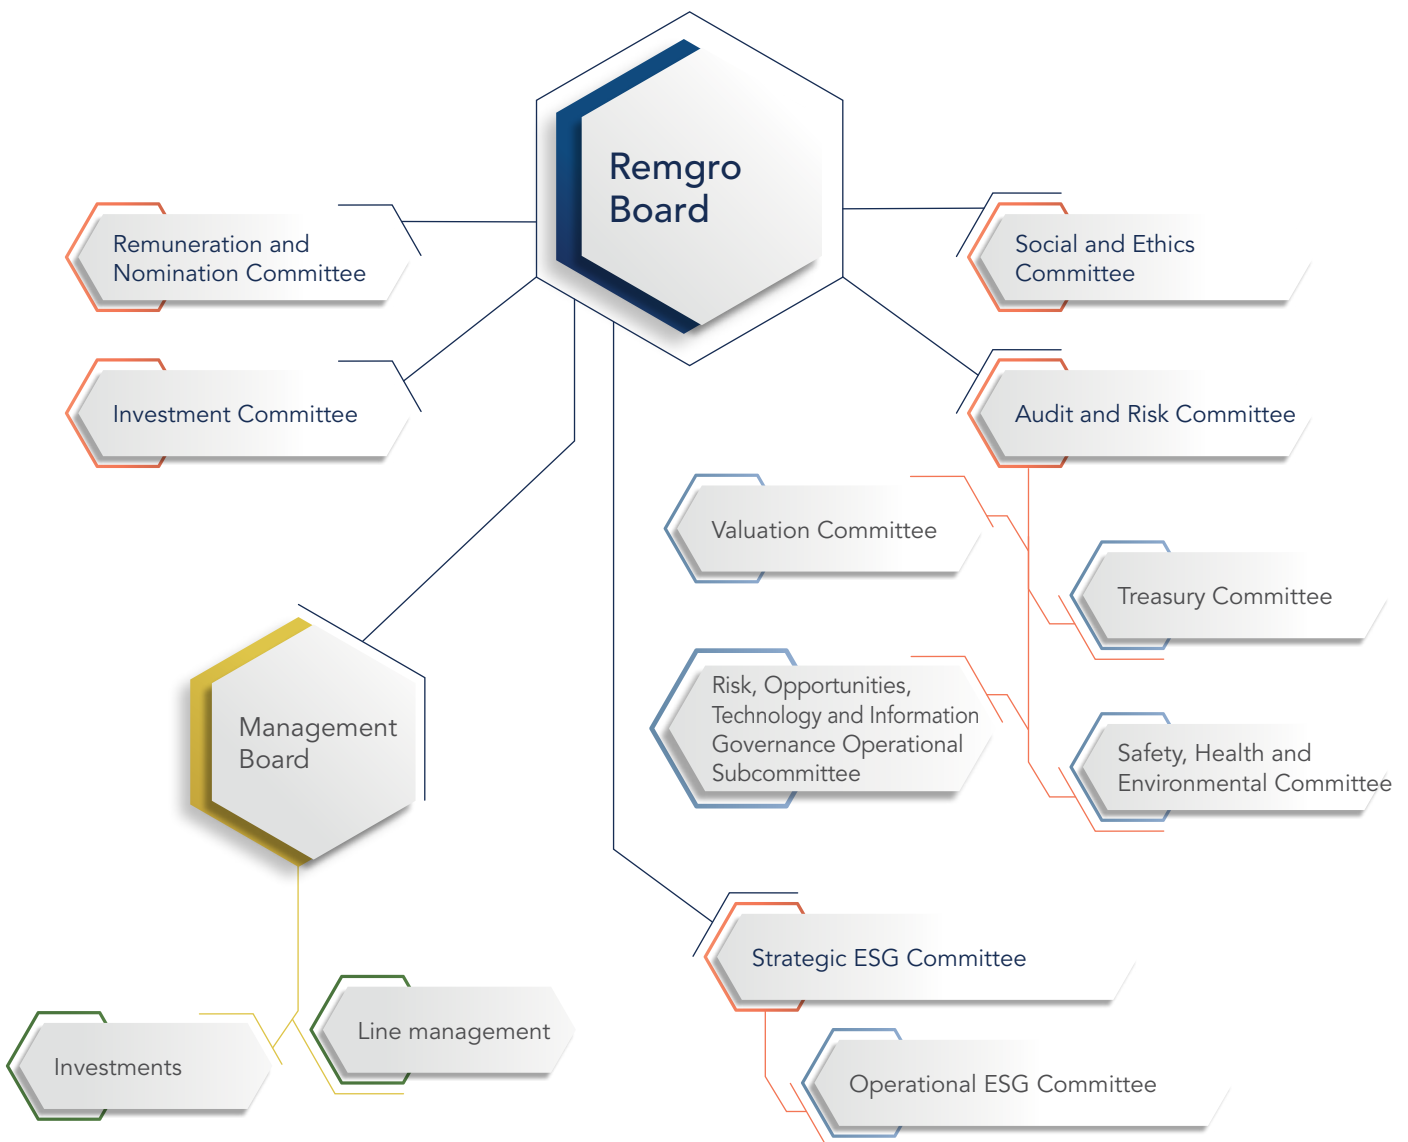 Remgro
Board
Remuneration and
Nomination Committee
Social and Ethics
Committee
Investment Committee
Audit and Risk Committee
Valuation Committee
Treasury Committee
Risk, Opportunities,
Technology and Information
Governance Operational
Subcommittee
Safety, Health and
Environmental Committee
Management
Board
Strategic ESG Committee
Line management
Investments
Operational ESG Committee